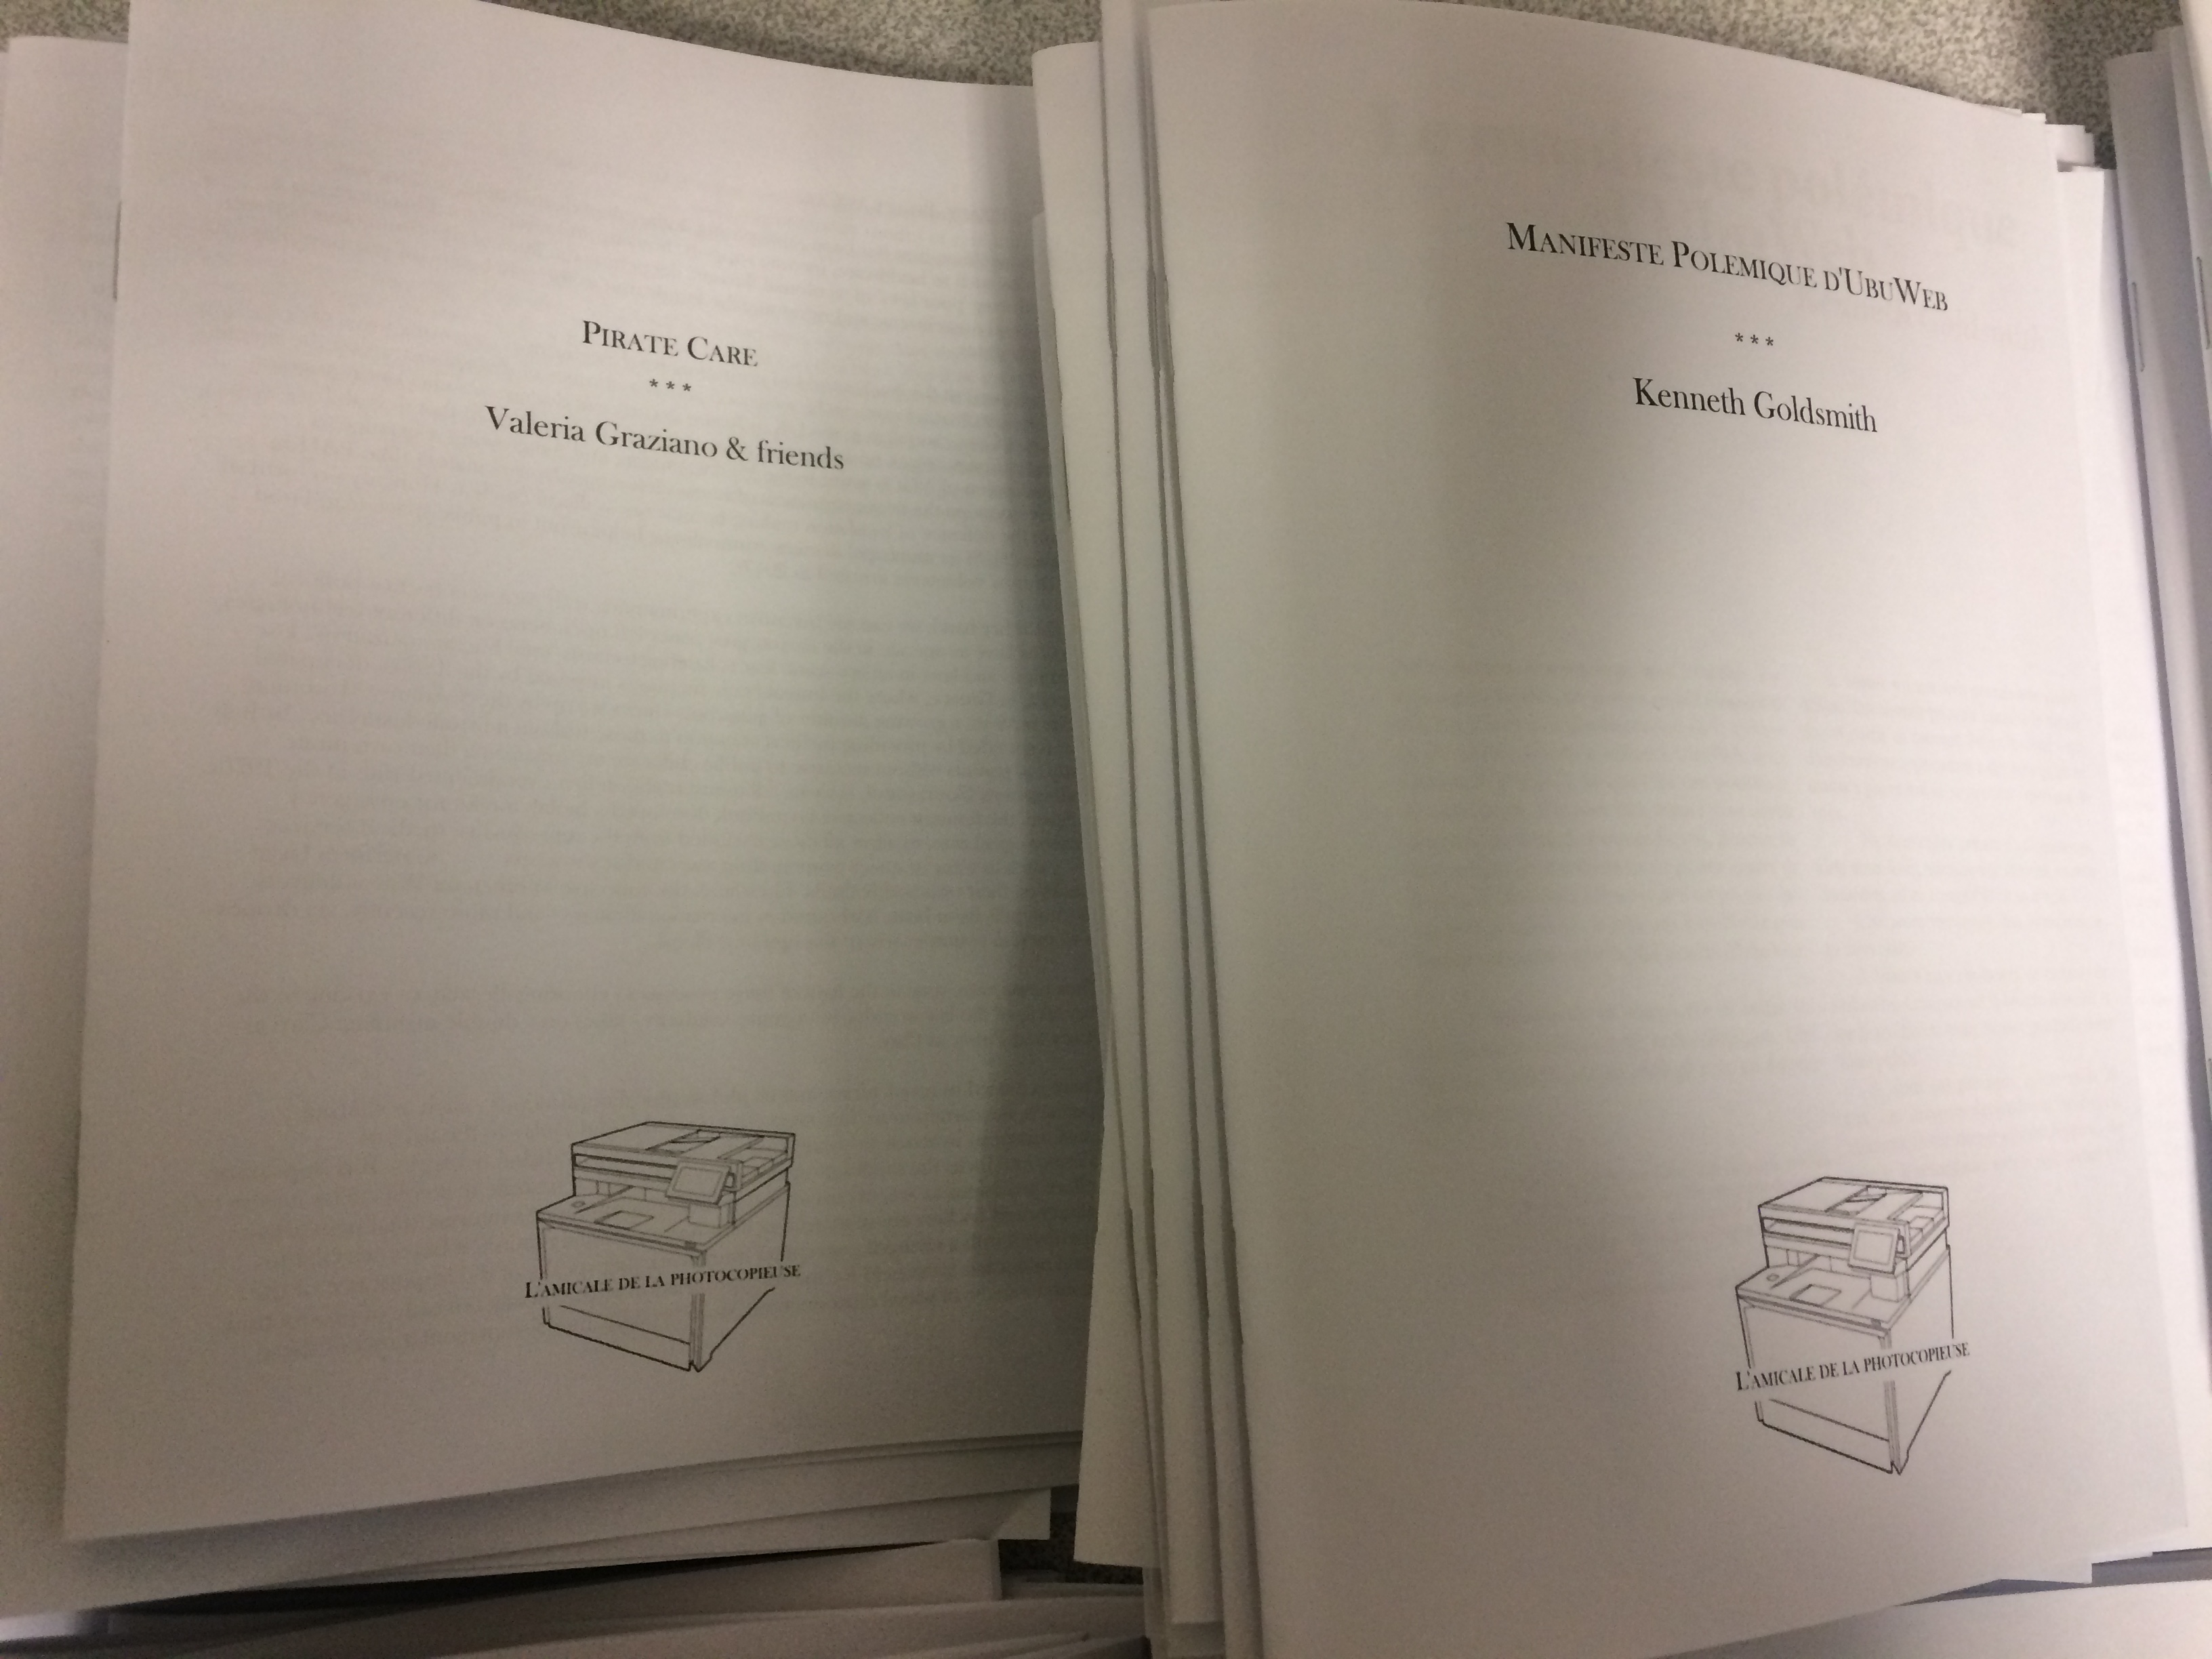 PIRATE CARE
***
Valeria Graziano & friends
L'AMICALE DE LA PHOTOCOPIEUSE
MANIFESTE POLEMIQUE D'UBUWEB
***
Kenneth Goldsmith
L'AMICALE DE LA PHOTOCOPIEUSE